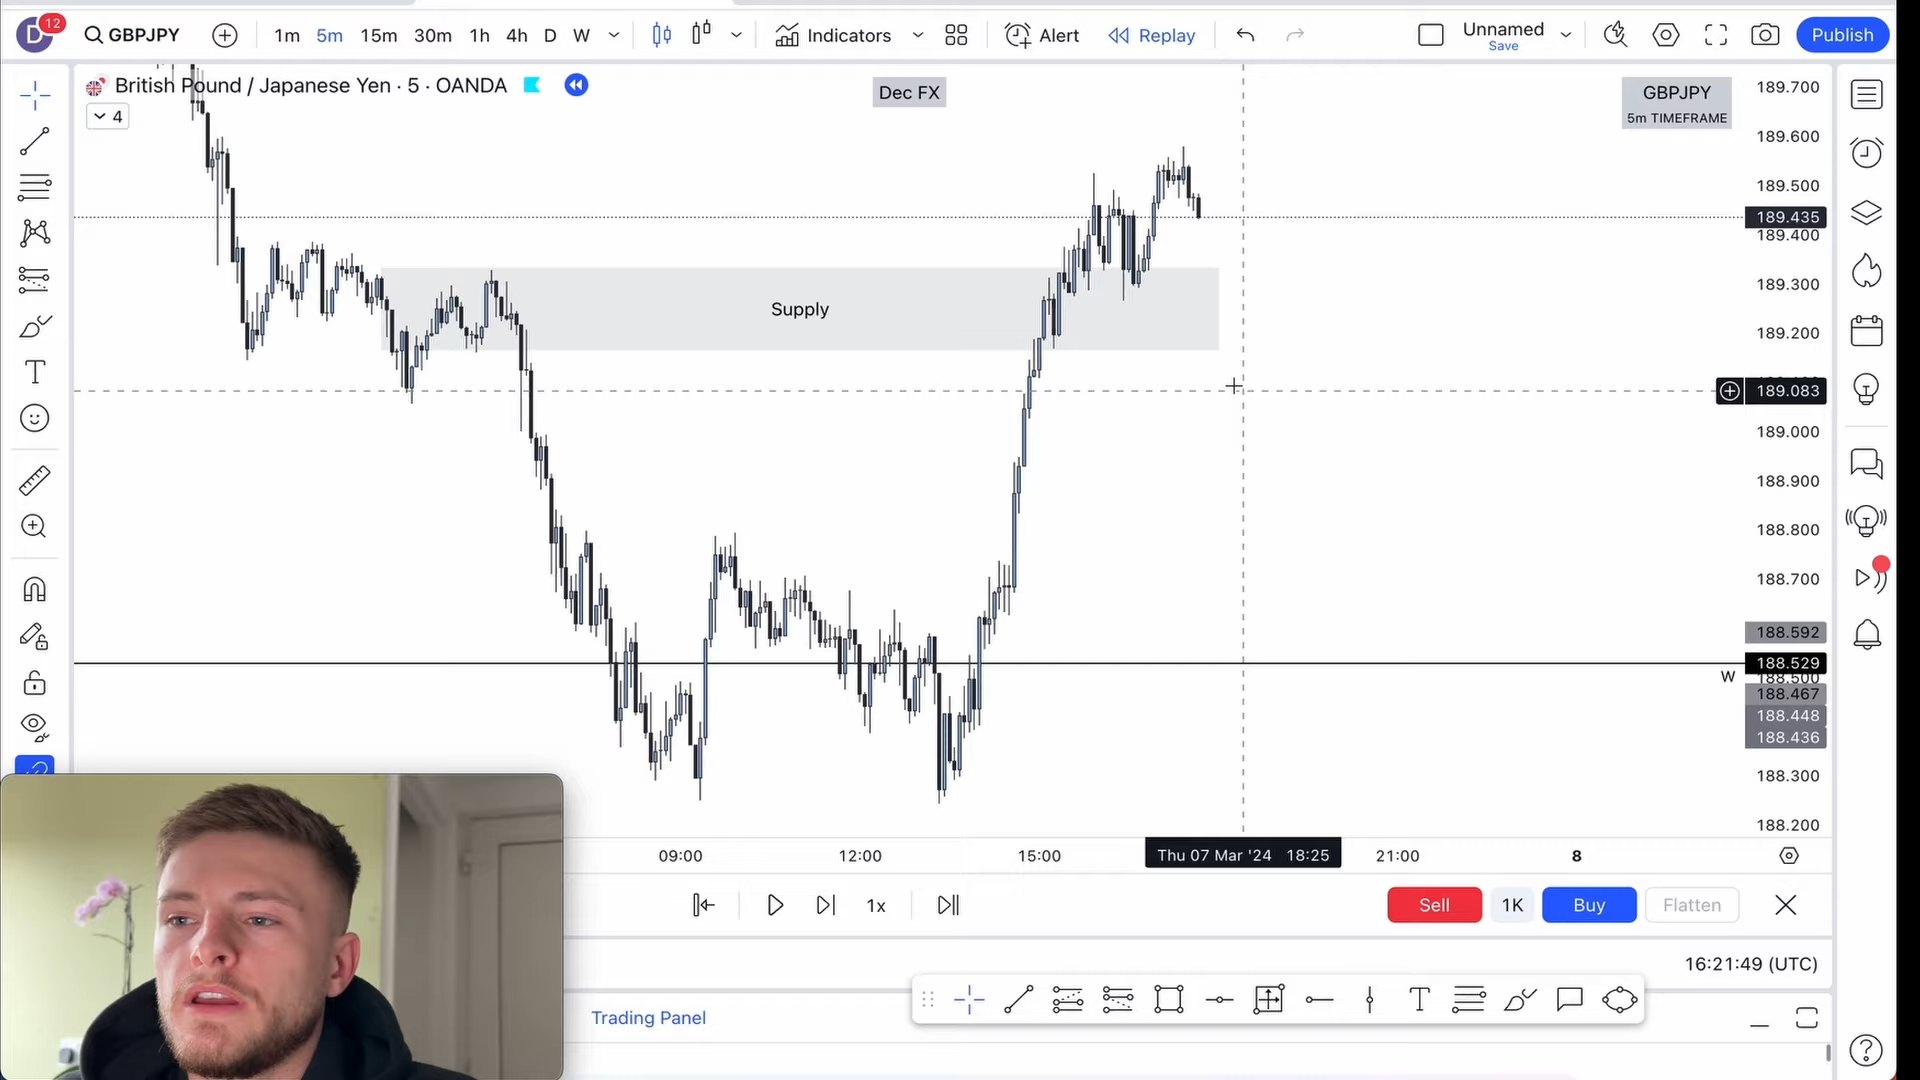 D 12
GBPJPY
1m 5m 15m 30m 1h 4h D W
Indicators
Alert
Replay
Unnamed
Save
Publish
British Pound / Japanese Yen · 5 · OANDA
4
Dec FX
GBPJPY
5m TIMEFRAME
189.700
189.600
189.500
189.435
189.400
189.300
189.200
189.083
189.000
188.900
188.800
188.700
188.592
188.529
W
188.500
188.467
188.448
188.436
188.300
188.200
Supply
09:00 12:00 15:00 Thu 07 Mar '24 18:25 21:00 8
1x
Sell 1K Buy Flatten
16:21:49 (UTC)
Trading Panel